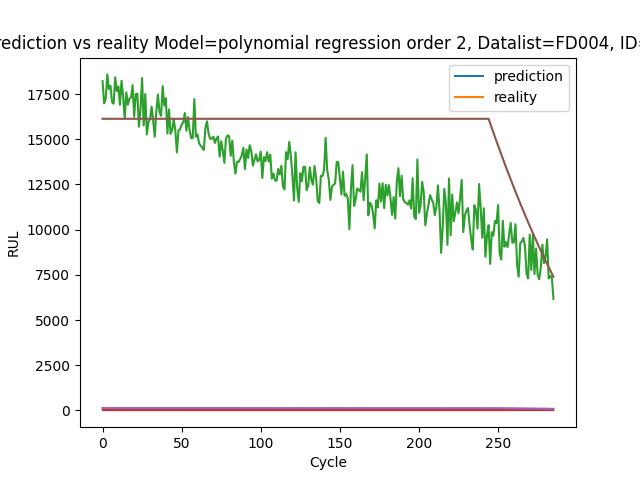 rediction vs reality Model=polynomial regression order 2, Datalist=FD004, ID=
prediction
reality
17500
15000
12500
10000
7500
5000
2500
0
RUL
0 50 100 150 200 250
Cycle